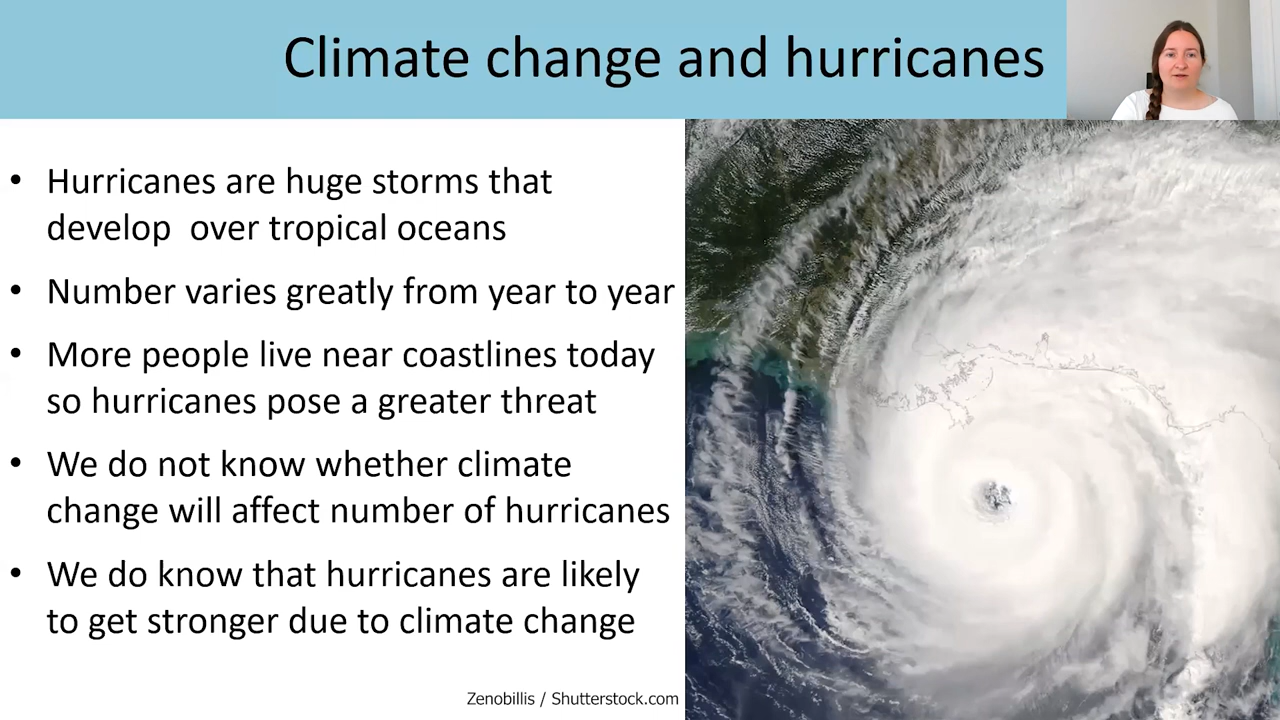 Climate change and hurricanes
• Hurricanes are huge storms that
develop  over tropical oceans
• Number varies greatly from year to year
• More people live near coastlines today
so hurricanes pose a greater threat
• We do not know whether climate
change will affect number of hurricanes
• We do know that hurricanes are likely
to get stronger due to climate change
Zenobillis / Shutterstock.com